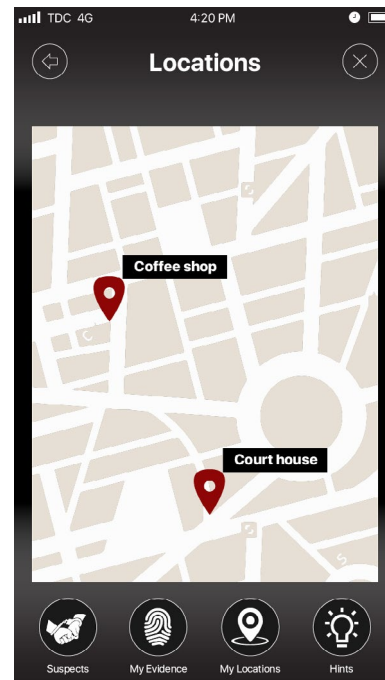 TDC 4G 4:20 PM
Locations
Coffee shop
Court house
Suspects My Evidence My Locations Hints